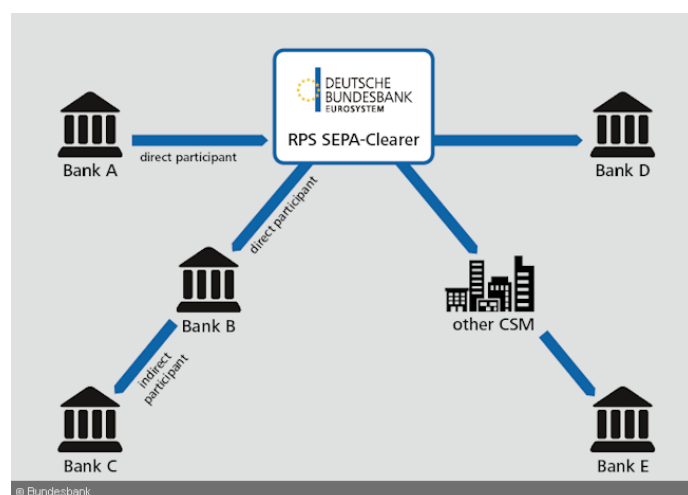 DEUTSCHE
BUNDESBANK
EUROSYSTEM
RPS SEPA-Clearer
Bank A
direct participant
Bank D
direct participant
Bank B
other CSM
indirect
participant
Bank C
Bank E
© Bundesbank